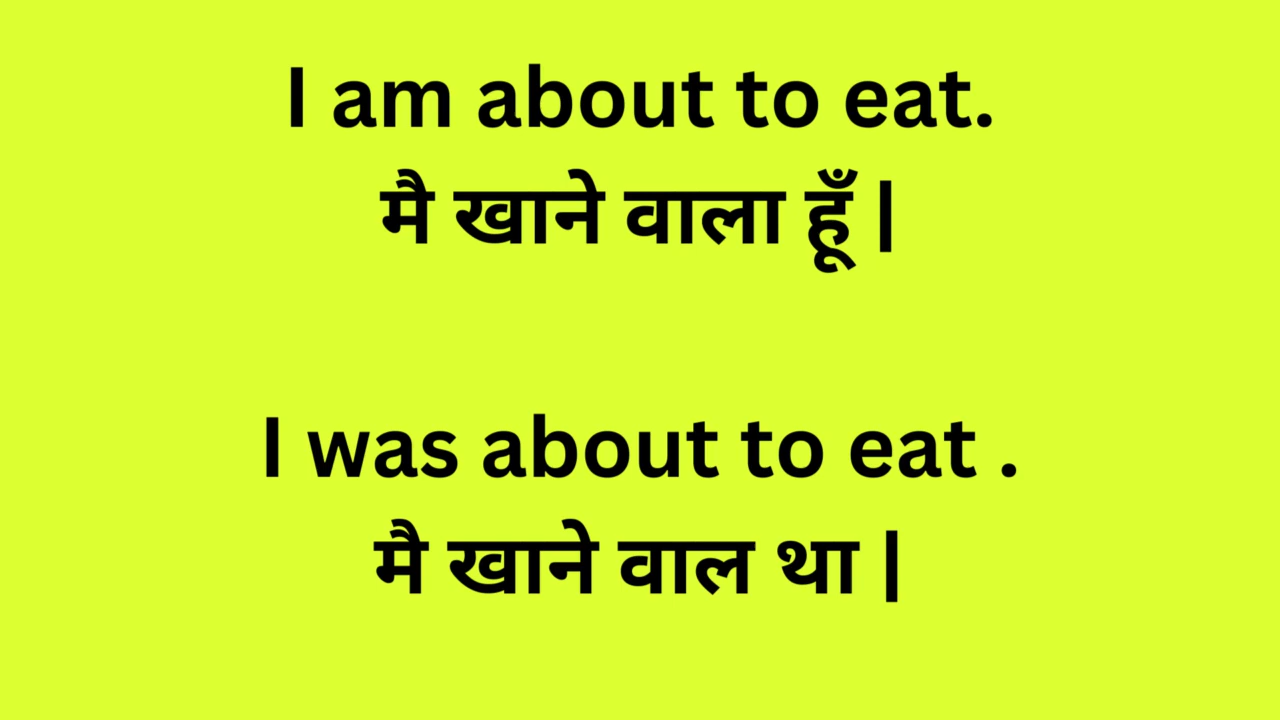 I am about to eat.
मै खाने वाला हूँ |
I was about to eat .
मै खाने वाल था |